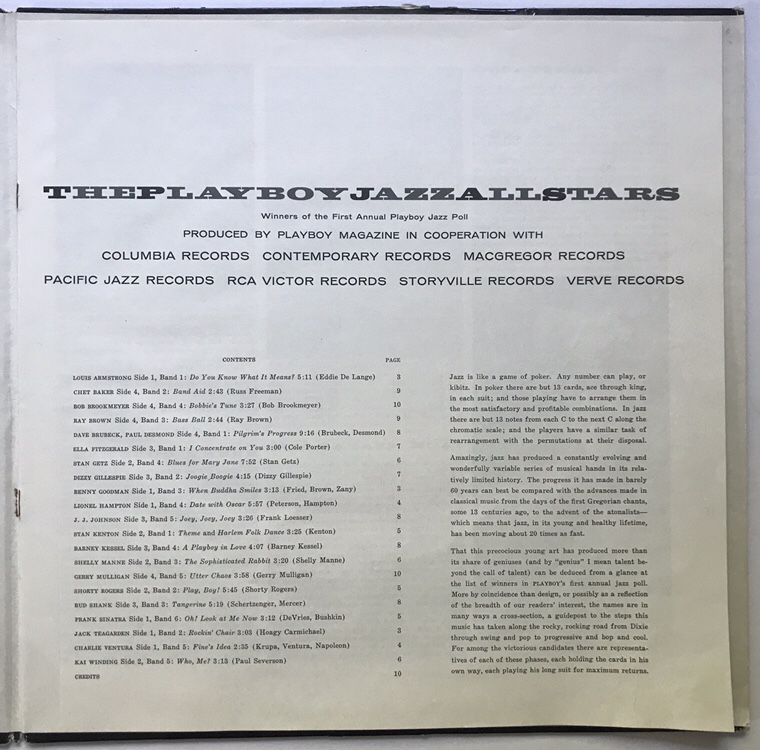 THEPLAYBOYJAZZALLSTARS
Winners of the First Annual Playboy Jazz Poll
PRODUCED BY PLAYBOY MAGAZINE IN COOPERATION WITH
COLUMBIA RECORDS CONTEMPORARY RECORDS MACGREGOR RECORDS
PACIFIC JAZZ RECORDS RCA VICTOR RECORDS STORYVILLE RECORDS VERVE RECORDS
CONTENTS PAGE
LOUIS ARMSTRONG Side 1, Band 1: Do You Know What It Means? 5:11 (Eddie De Lange) 3
CHET BAKER Side 4, Band 2: Band Aid 2:43 (Russ Freeman) 9
BOB BROOKMEYER Side 4, Band 4: Bobbie's Tune 3:27 (Bob Brookmeyer) 10
RAY BROWN Side 4, Band 3: Bass Ball 2:44 (Ray Brown) 9
DAVE BRUBECK, PAUL DESMOND Side 4, Band 1: Pilgrim's Progress 9:16 (Brubeck, Desmond) 8
ELLA FITZGERALD Side 3, Band 1: I Concentrate on You 3:00 (Cole Porter) 7
STAN GETZ Side 2, Band 4: Blues for Mary Jane 7:52 (Stan Getz) 6
DIZZY GILLESPIE Side 3, Band 2: Joogie Boogie 4:15 (Dizzy Gillespie) 7
BENNY GOODMAN Side 1, Band 3: When Buddha Smiles 3:13 (Fried, Brown, Zany) 3
LIONEL HAMPTON Side 1, Band 4: Date with Oscar 5:57 (Peterson, Hampton) 4
J. J. JOHNSON Side 3, Band 5: Joey, Joey, Joey 3:26 (Frank Loesser) 8
STAN KENTON Side 2, Band 1: Theme and Harlem Folk Dance 3:25 (Kenton) 5
BARNEY KESSEL Side 3, Band 4: A Playboy in Love 4:07 (Barney Kessel) 8
SHELLY MANNE Side 2, Band 3: The Sophisticated Rabbit 3:20 (Shelly Manne) 6
GERRY MULLIGAN Side 4, Band 5: Utter Chaos 3:58 (Gerry Mulligan) 10
SHORTY ROGERS Side 2, Band 2: Play, Boy! 5:45 (Shorty Rogers) 5
BUD SHANK Side 3, Band 3: Tangerine 5:19 (Schertzenger, Mercer) 8
FRANK SINATRA Side 1, Band 6: Oh! Look at Me Now 3:12 (DeVries, Bushkin) 5
JACK TEAGARDEN Side 1, Band 2: Rockin' Chair 3:03 (Hoagy Carmichael) 3
CHARLIE VENTURA Side 1, Band 5: Fine's Idea 2:35 (Krupa, Ventura, Napoleon) 4
KAI WINDING Side 2, Band 5: Who, Me? 3:13 (Paul Severson) 6
CREDITS 10
Jazz is like a game of poker. Any number can play, or
kibitz. In poker there are but 13 cards, ace through king,
in each suit; and those playing have to arrange them in
the most satisfactory and profitable combinations. In jazz
there are but 13 notes from each C to the next C along the
chromatic scale; and the players have a similar task of
rearrangement with the permutations at their disposal.
Amazingly, jazz has produced a constantly evolving and
wonderfully variable series of musical hands in its rela-
tively limited history. The progress it has made in barely
60 years can best be compared with the advances made in
classical music from the days of the first Gregorian chants,
some 13 centuries ago, to the advent of the atonalists—
which means that jazz, in its young and healthy lifetime,
has been moving about 20 times as fast.
That this precocious young art has produced more than
its share of geniuses (and by "genius" I mean talent be-
yond the call of talent) can be deduced from a glance at
the list of winners in PLAYBOY's first annual jazz poll.
More by coincidence than design, or possibly as a reflection
of the breadth of our readers' interest, the names are in
many ways a cross-section, a guidepost to the steps this
music has taken along the rocky, rocking road from Dixie
through swing and pop to progressive and bop and cool.
For among the victorious candidates there are representa-
tives of each of these phases, each holding the cards in his
own way, each playing his long suit for maximum returns.